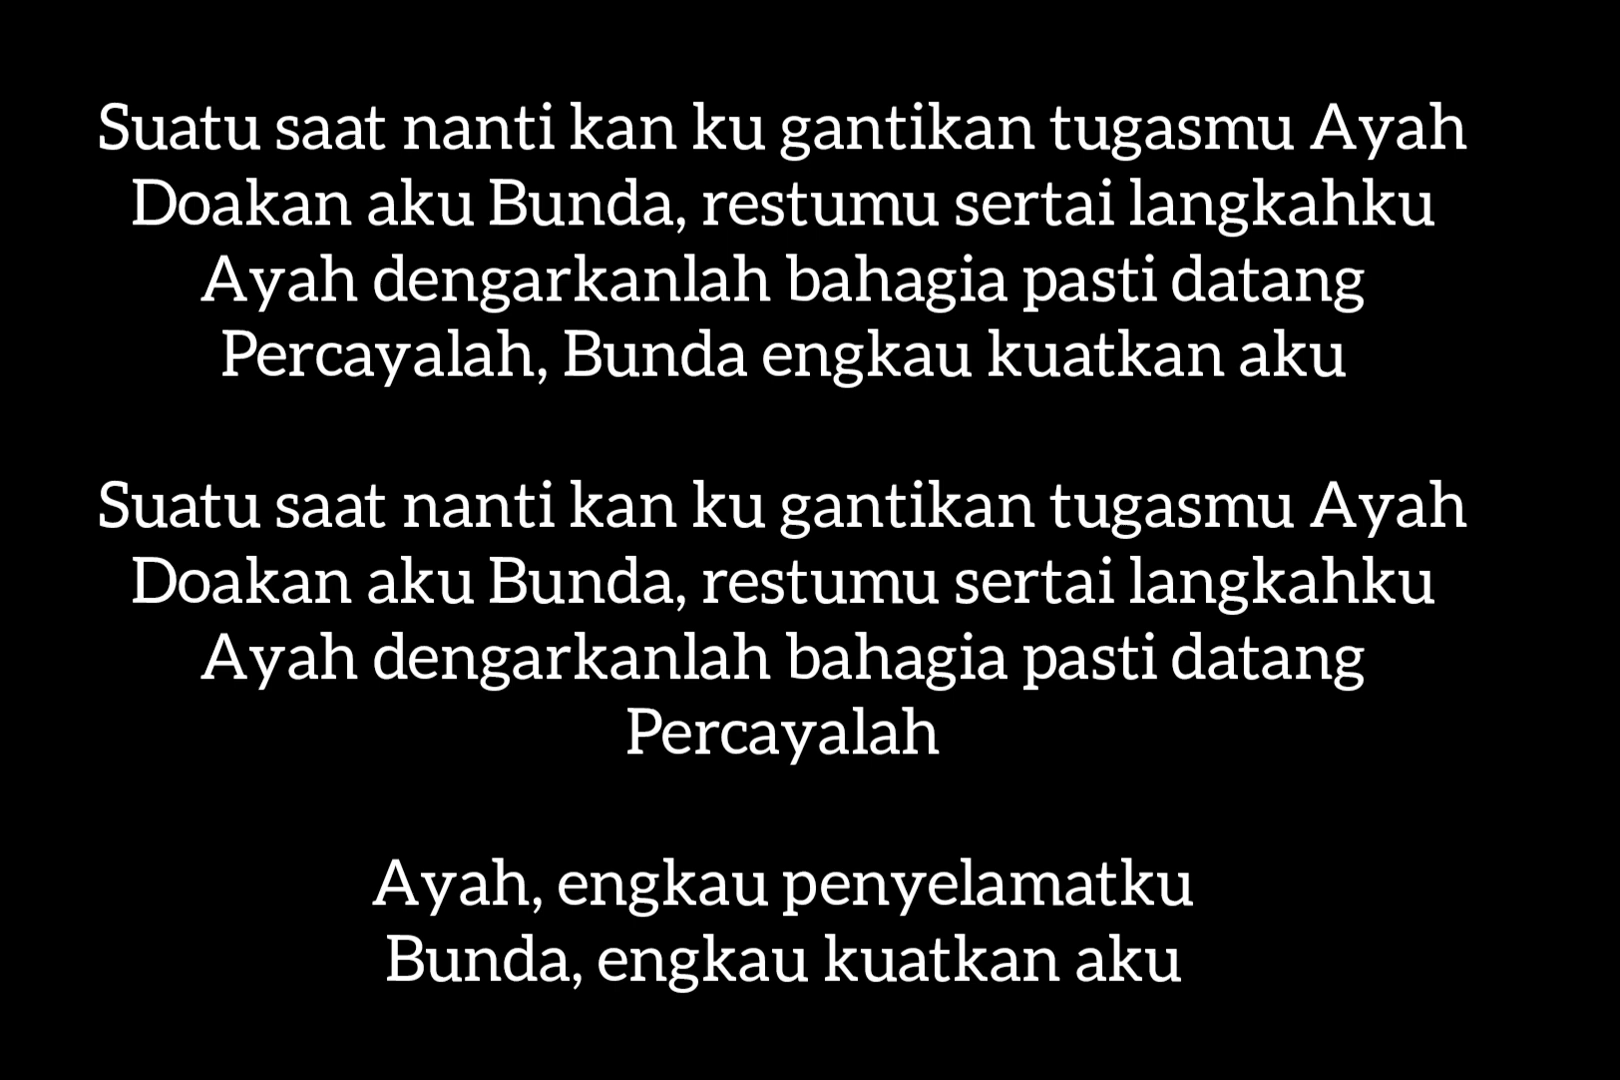 Suatu saat nanti kan ku gantikan tugasmu Ayah
Doakan aku Bunda, restumu sertai langkahku
Ayah dengarkanlah bahagia pasti datang
Percayalah, Bunda engkau kuatkan aku
Suatu saat nanti kan ku gantikan tugasmu Ayah
Doakan aku Bunda, restumu sertai langkahku
Ayah dengarkanlah bahagia pasti datang
Percayalah
Ayah, engkau penyelamatku
Bunda, engkau kuatkan aku